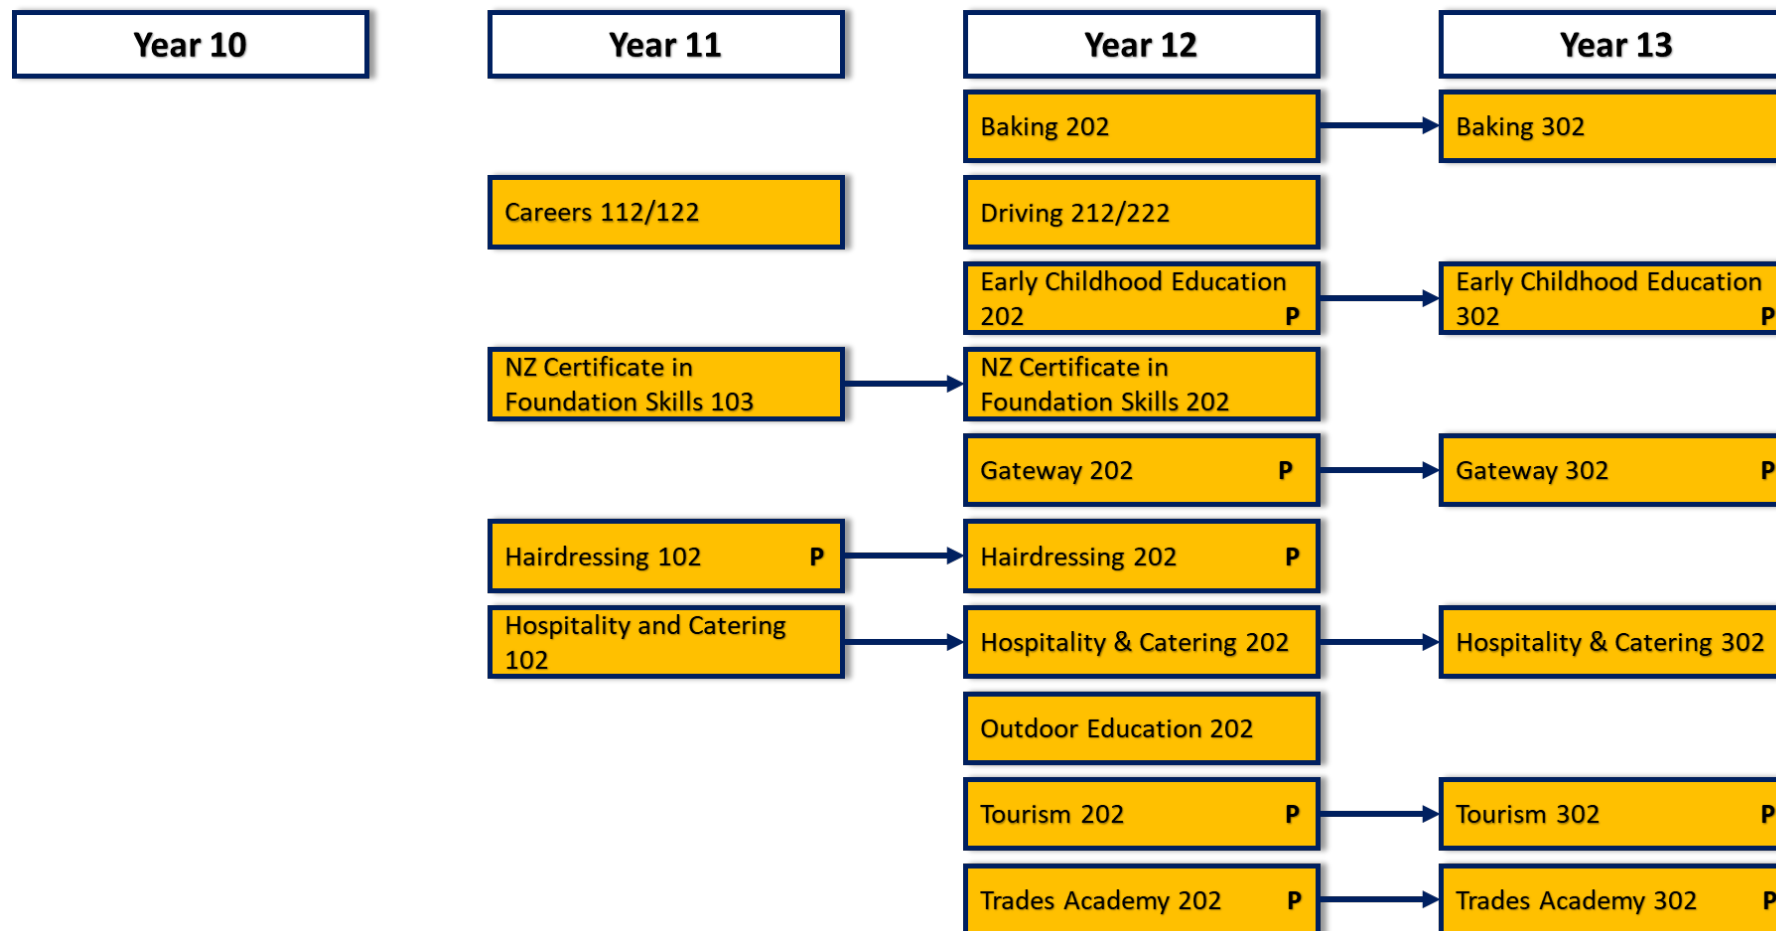 Year 10
Year 11
Year 12
Year 13
Baking 202
Baking 302
Careers 112/122
Driving 212/222
Early Childhood Education
202 P
Early Childhood Education
302 P
NZ Certificate in
Foundation Skills 103
NZ Certificate in
Foundation Skills 202
Gateway 202 P
Gateway 302 P
Hairdressing 102 P
Hairdressing 202 P
Hospitality and Catering
102
Hospitality & Catering 202
Hospitality & Catering 302
Outdoor Education 202
Tourism 202 P
Tourism 302 P
Trades Academy 202 P
Trades Academy 302 P